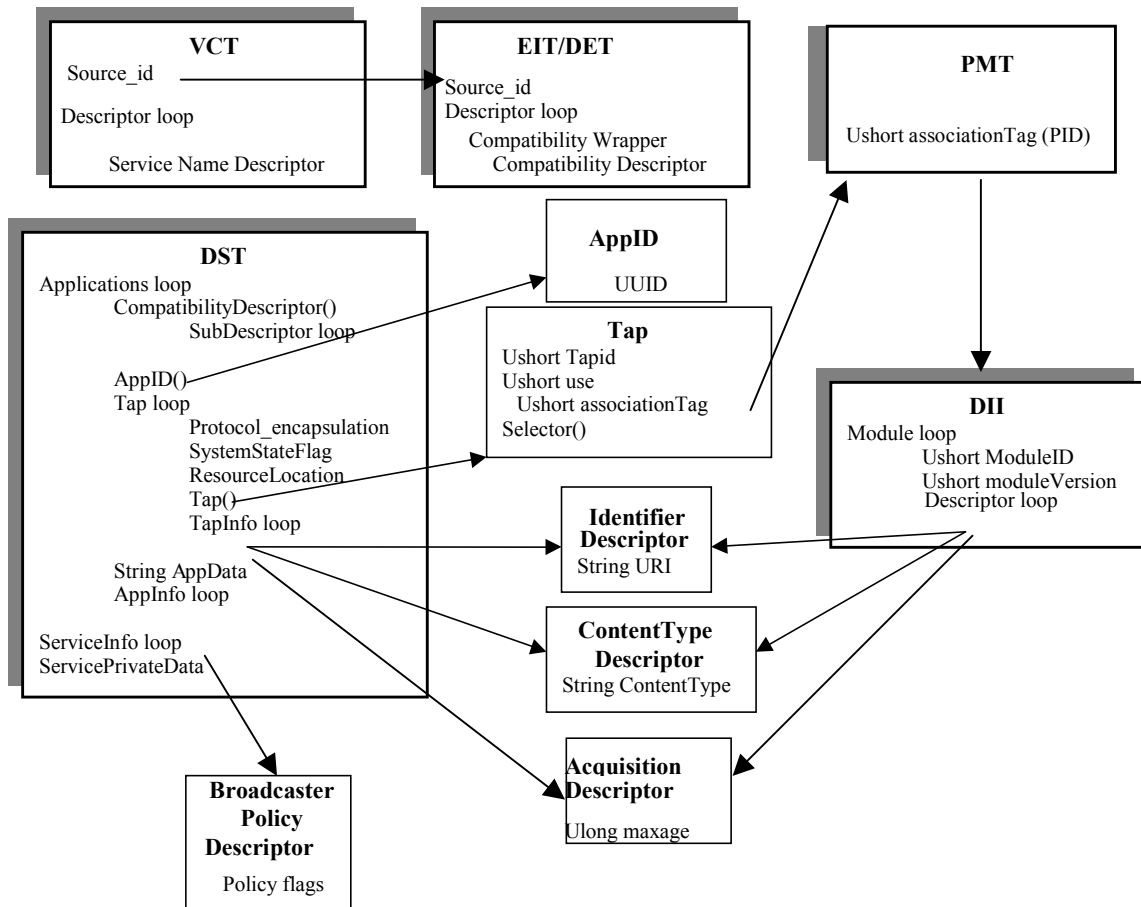 VCT
Source_id
Descriptor loop
Service Name Descriptor
EIT/DET
Source_id
Descriptor loop
Compatibility Wrapper
Compatibility Descriptor
PMT
Ushort associationTag (PID)
DST
Applications loop
CompatibilityDescriptor()
SubDescriptor loop
AppID()
Tap loop
Protocol_encapsulation
SystemStateFlag
ResourceLocation
Tap()
TapInfo loop
String AppData
AppInfo loop
ServiceInfo loop
ServicePrivateData
AppID
UUID
Tap
Ushort Tapid
Ushort use
Ushort associationTag
Selector()
DII
Module loop
Ushort ModuleID
Ushort moduleVersion
Descriptor loop
Identifier
Descriptor
String URI
ContentType
Descriptor
String ContentType
Acquisition
Descriptor
Ulong maxage
Broadcaster
Policy
Descriptor
Policy flags